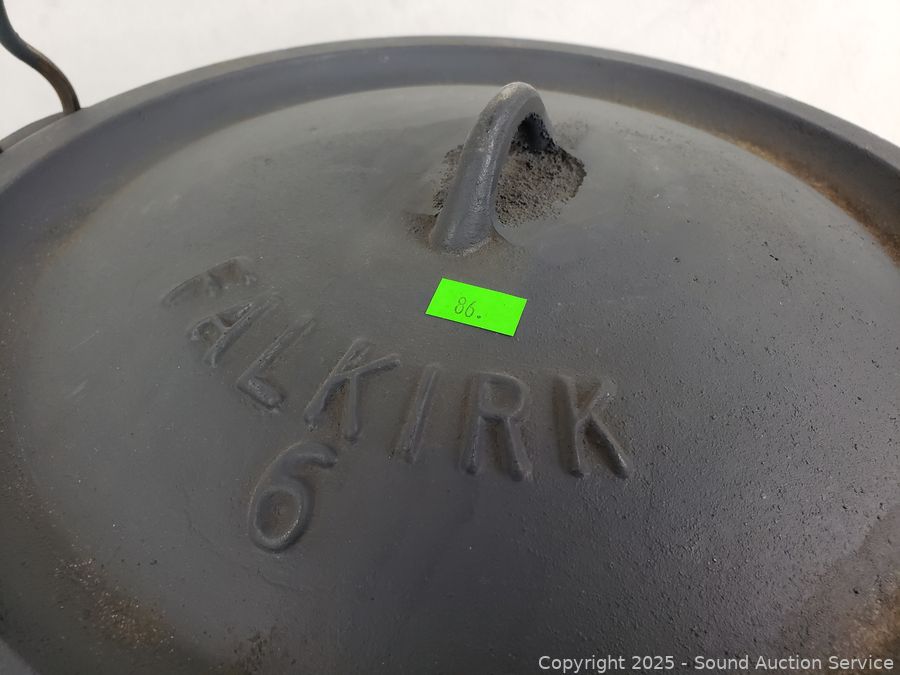 86.
FALKIRK
6
Copyright © 2025 - Sound Auction Service